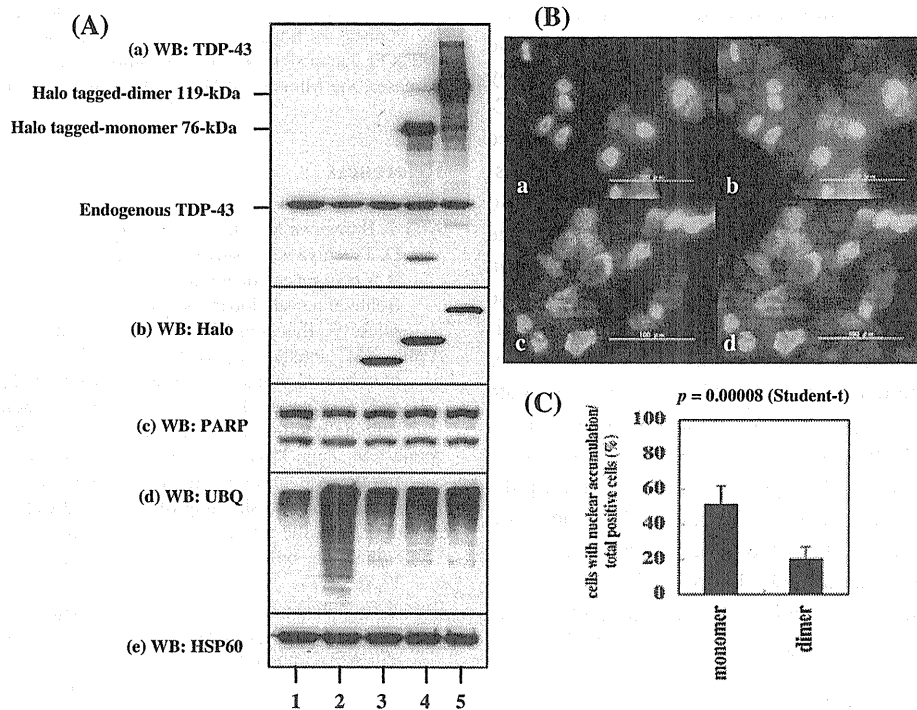 (A)
(a) WB: TDP-43
Halo tagged-dimer 119-kDa
Halo tagged-monomer 76-kDa
Endogenous TDP-43
(b) WB: Halo
(c) WB: PARP
(d) WB: UBQ
(e) WB: HSP60
1 2 3 4 5
(B)
a
b
c
d
100 µm
(C)
p = 0.00008 (Student-t)
cells with nuclear accumulation/
total positive cells (%)
100
80
60
40
20
0
monomer
dimer